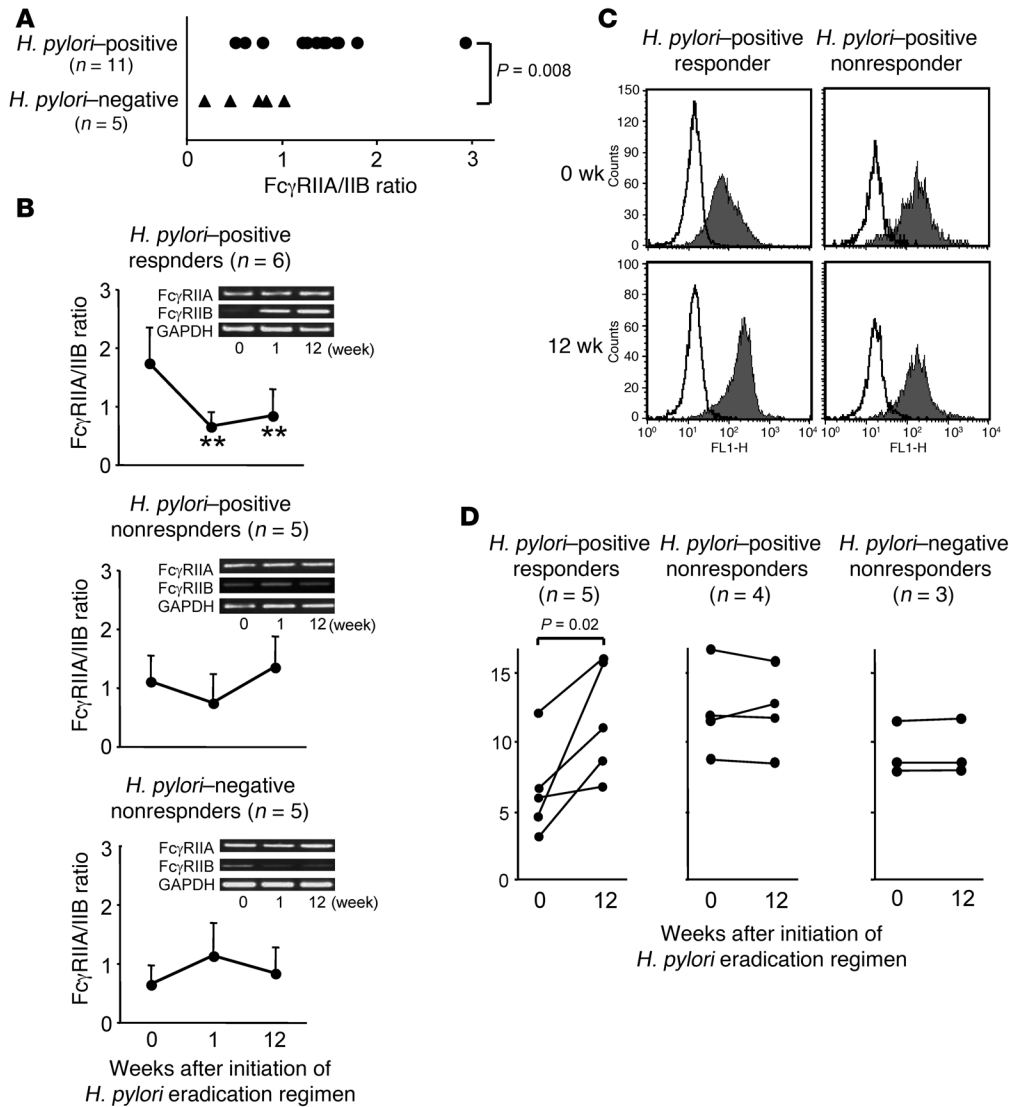 A
H. pylori–positive
(n = 11)
H. pylori–negative
(n = 5)
P = 0.008
0 1 2 3
FcγRIIA/IIB ratio
B
H. pylori–positive
respnders (n = 6)
FcγRIIA/IIB ratio
3
2
1
0
FcγRIIA
FcγRIIB
GAPDH
0 1 12 (week)
**
**
H. pylori–positive
nonrespnders (n = 5)
FcγRIIA/IIB ratio
3
2
1
0
FcγRIIA
FcγRIIB
GAPDH
0 1 12 (week)
H. pylori–negative
nonrespnders (n = 5)
FcγRIIA/IIB ratio
3
2
1
0
FcγRIIA
FcγRIIB
GAPDH
0 1 12 (week)
0 1 12
Weeks after initiation of
H. pylori eradication regimen
C
H. pylori–positive
responder
H. pylori–positive
nonresponder
0 wk
Counts
150
120
90
60
30
0
12 wk
Counts
100
80
60
40
20
0
10⁰ 10¹ 10² 10³ 10⁴
FL1-H
10⁰ 10¹ 10² 10³ 10⁴
FL1-H
D
H. pylori–positive
responders
(n = 5)
H. pylori–positive
nonresponders
(n = 4)
H. pylori–negative
nonresponders
(n = 3)
P = 0.02
15
10
5
0
0 12
0 12
0 12
Weeks after initiation of
H. pylori eradication regimen